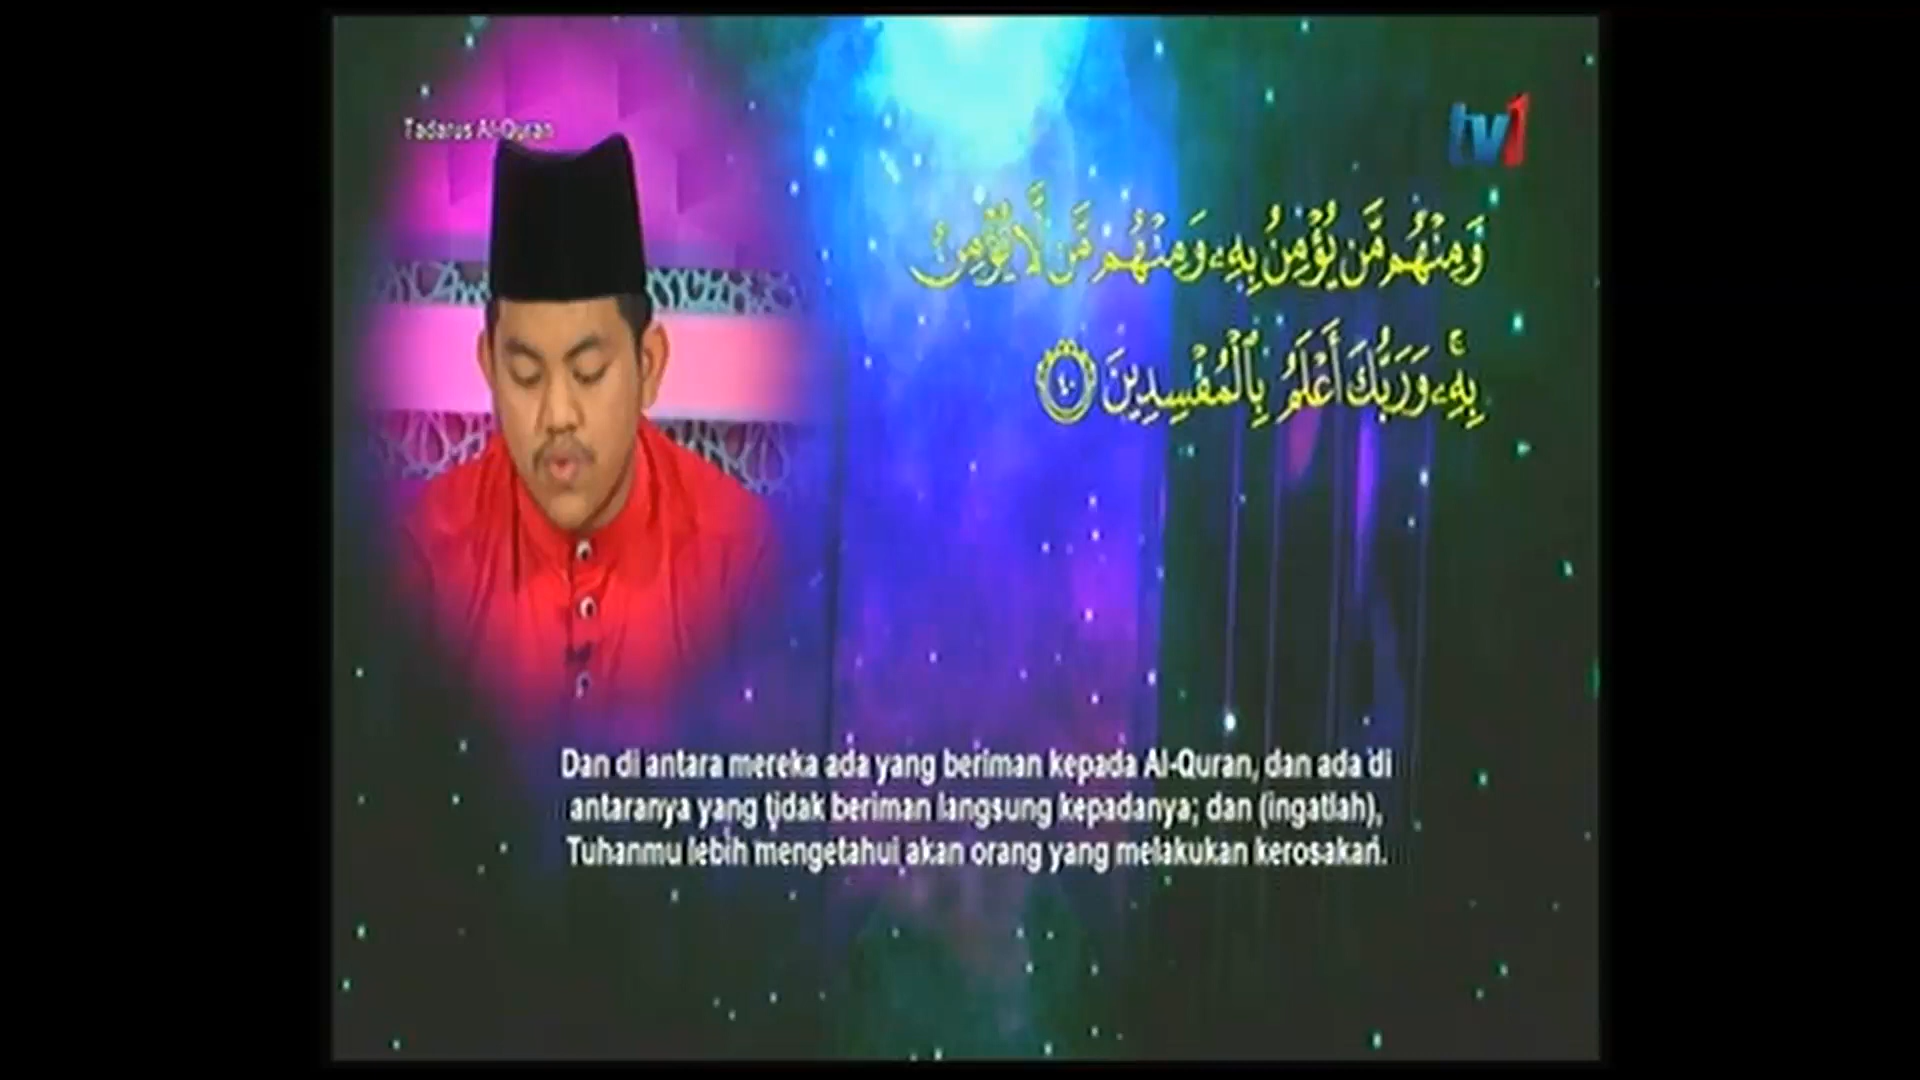 Tadarus Al-Quran
tv1
وَمِنْهُم مَّن يُؤْمِنُ بِهِۦ وَمِنْهُم مَّن لَّا يُؤْمِنُ
بِهِۦ ۚ وَرَبُّكَ أَعْلَمُ بِٱلْمُفْسِدِينَ ٤٠
Dan di antara mereka ada yang beriman kepada Al-Quran, dan ada di
antaranya yang tidak beriman langsung kepadanya; dan (ingatlah),
Tuhanmu lebih mengetahui akan orang yang melakukan kerosakan.